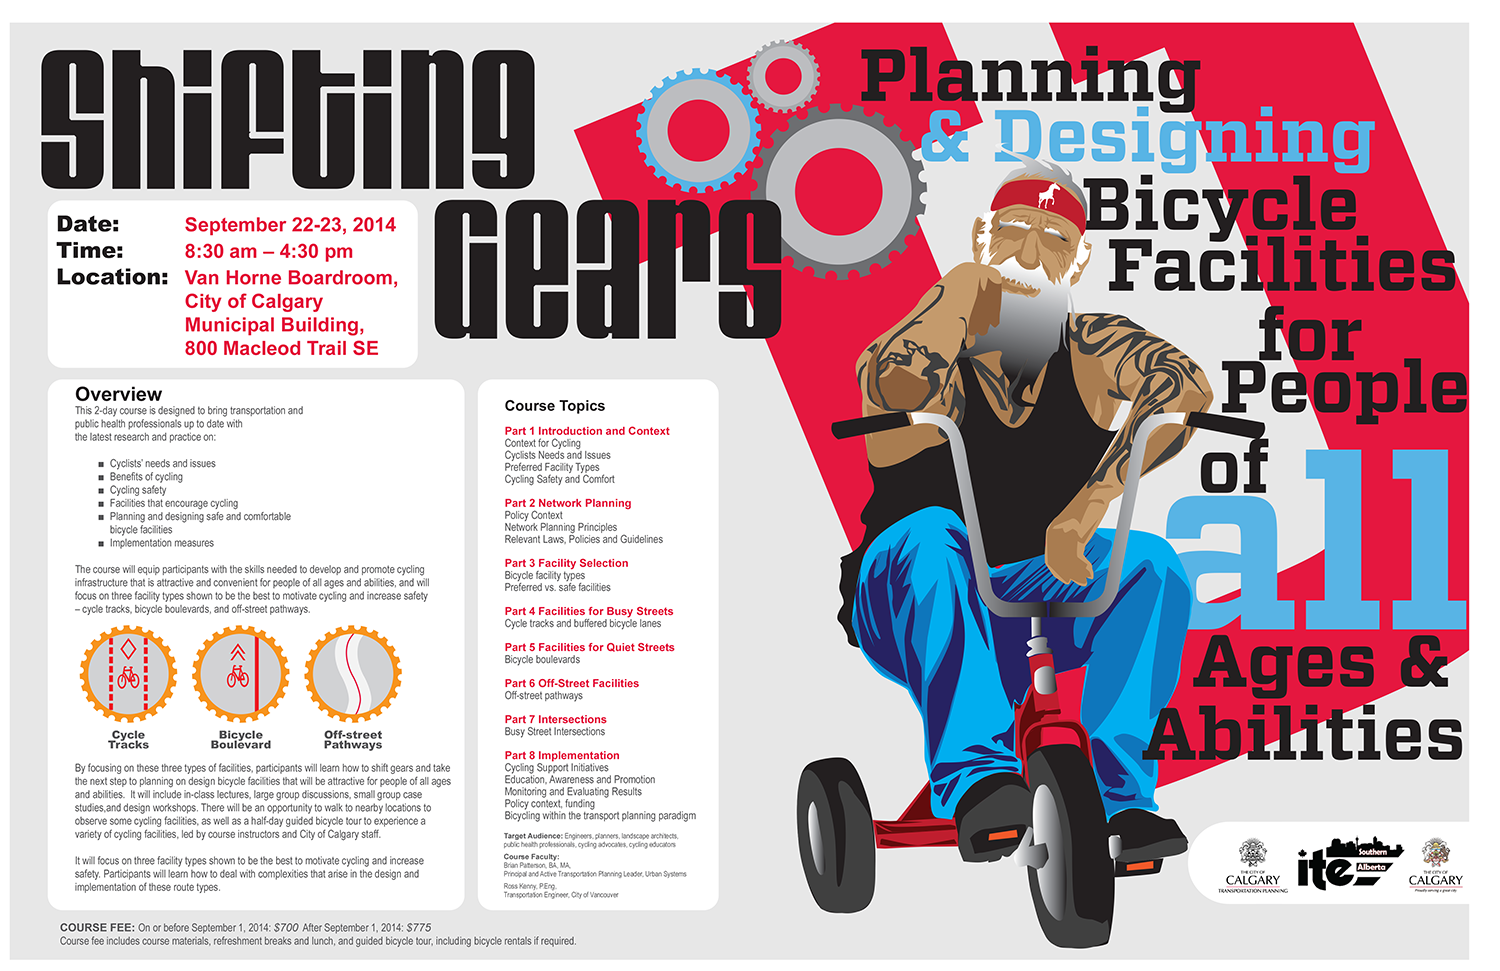 Shifting
Gears
Planning
& Designing
Bicycle
Facilities
for
People
of
all
Ages &
Abilities
Date: September 22-23, 2014
Time: 8:30 am – 4:30 pm
Location: Van Horne Boardroom,
City of Calgary
Municipal Building,
800 Macleod Trail SE
Overview
This 2-day course is designed to bring transportation and
public health professionals up to date with
the latest research and practice on:
■ Cyclists' needs and issues
■ Benefits of cycling
■ Cycling safety
■ Facilities that encourage cycling
■ Planning and designing safe and comfortable
bicycle facilities
■ Implementation measures
The course will equip participants with the skills needed to develop and promote cycling
infrastructure that is attractive and convenient for people of all ages and abilities, and will
focus on three facility types shown to be the best to motivate cycling and increase safety
– cycle tracks, bicycle boulevards, and off-street pathways.
Cycle
Tracks
Bicycle
Boulevard
Off-street
Pathways
By focusing on these three types of facilities, participants will learn how to shift gears and take
the next step to planning on design bicycle facilities that will be attractive for people of all ages
and abilities. It will include in-class lectures, large group discussions, small group case
studies,and design workshops. There will be an opportunity to walk to nearby locations to
observe some cycling facilities, as well as a half-day guided bicycle tour to experience a
variety of cycling facilities, led by course instructors and City of Calgary staff.
It will focus on three facility types shown to be the best to motivate cycling and increase
safety. Participants will learn how to deal with complexities that arise in the design and
implementation of these route types.
Course Topics
Part 1 Introduction and Context
Context for Cycling
Cyclists Needs and Issues
Preferred Facility Types
Cycling Safety and Comfort
Part 2 Network Planning
Policy Context
Network Planning Principles
Relevant Laws, Policies and Guidelines
Part 3 Facility Selection
Bicycle facility types
Preferred vs. safe facilities
Part 4 Facilities for Busy Streets
Cycle tracks and buffered bicycle lanes
Part 5 Facilities for Quiet Streets
Bicycle boulevards
Part 6 Off-Street Facilities
Off-street pathways
Part 7 Intersections
Busy Street Intersections
Part 8 Implementation
Cycling Support Initiatives
Education, Awareness and Promotion
Monitoring and Evaluating Results
Policy context, funding
Bicycling within the transport planning paradigm
Target Audience: Engineers, planners, landscape architects,
public health professionals, cycling advocates, cycling educators
Course Faculty:
Brian Patterson, BA, MA,
Principal and Active Transportation Planning Leader, Urban Systems
Ross Kenny, P.Eng,
Transportation Engineer, City of Vancouver
COURSE FEE: On or before September 1, 2014: $700 After September 1, 2014: $775
Course fee includes course materials, refreshment breaks and lunch, and guided bicycle tour, including bicycle rentals if required.
THE CITY OF
CALGARY
TRANSPORTATION PLANNING
ite Southern
Alberta
THE CITY OF
CALGARY
Proudly serving a great city